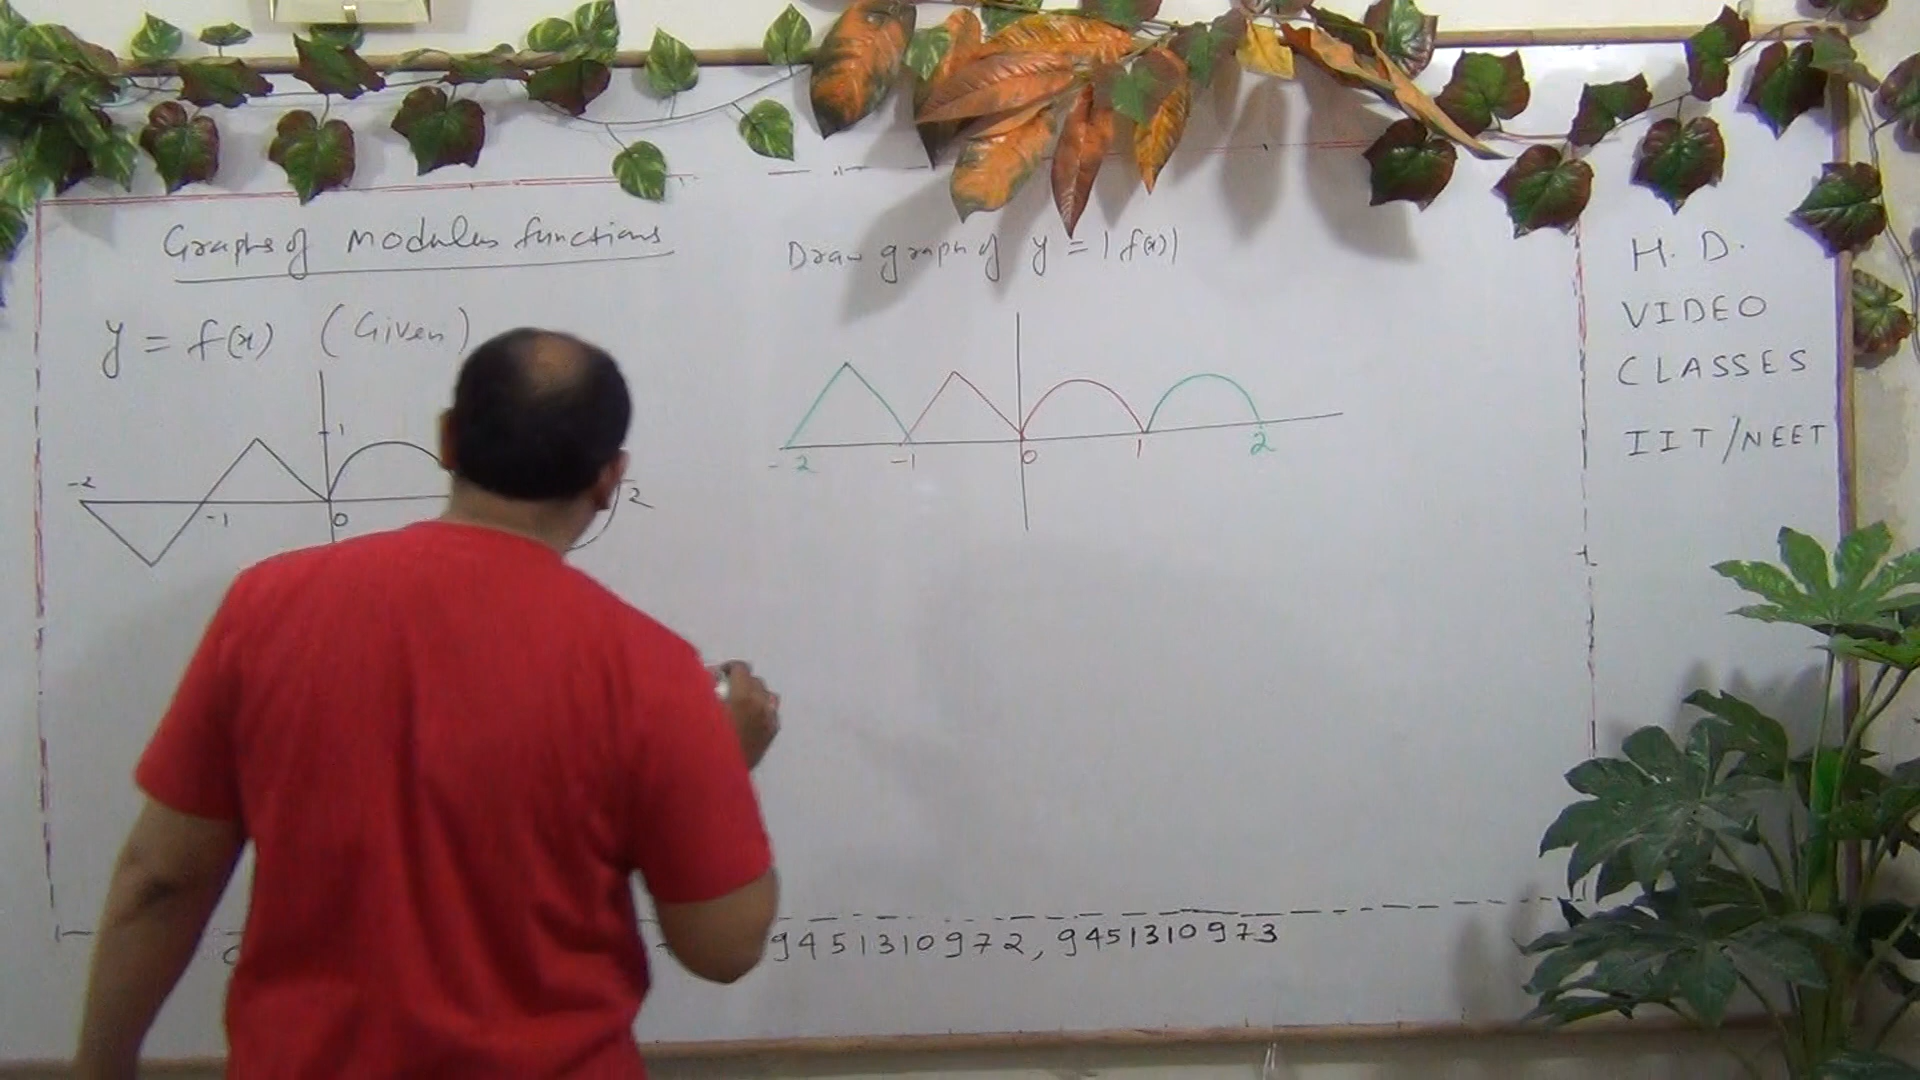 Graphs of modulus functions
y = f(x) (Given)
1
-2
-1
0
2
Draw graph of y = |f(x)|
-2
-1
0
1
2
H. D.
VIDEO
CLASSES
IIT/NEET
9451310972, 9451310973